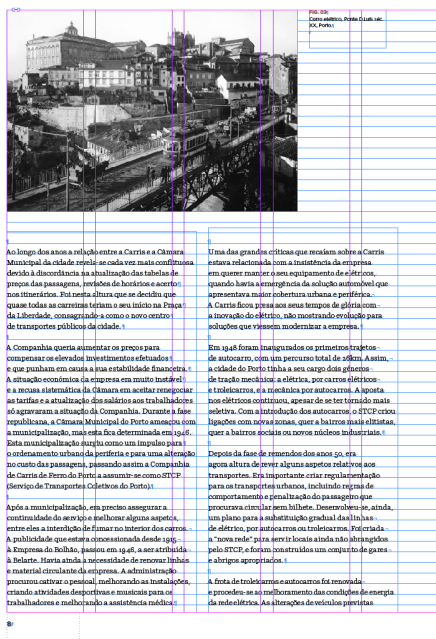 FIG. 03:
Carro elétrico, Ponte D.Luís, séc.
XX, Porto.
Ao longo dos anos a relação entre a Carris e a Câmara
Municipal da cidade revela-se cada vez mais conflituosa
devido à discordância na atualização das tabelas de
preços das passagens, revisões de horários e acerto
nos itinerários. Foi nesta altura que se decidiu que
quase todas as carreiras teriam o seu início na Praça
da Liberdade, consagrando-a como o novo centro
de transportes públicos da cidade.
A Companhia queria aumentar os preços para
compensar os elevados investimentos efetuados
e que punham em causa a sua estabilidade financeira.
A situação económica da empresa era muito instável
e a recusa sistemática da Câmara em aceitar renegociar
as tarifas e a atualização dos salários aos trabalhadores
só agravaram a situação da Companhia. Durante a fase
republicana, a Câmara Municipal do Porto ameaçou com
a municipalização, mas esta fica determinada em 1946.
Esta municipalização surgiu como um impulso para
o ordenamento urbano da periferia e para uma alteração
no custo das passagens, passando assim a Companhia
de Carris de Ferro do Porto a assumir-se como STCP
(Serviço de Transportes Coletivos do Porto).
Após a municipalização, era preciso assegurar a
continuidade do serviço e melhorar alguns aspetos,
entre eles a interdição de fumar no interior dos carros.
A publicidade que estava concessionada desde 1915
à Empresa do Bolhão, passou em 1946, a ser atribuída
à Belarte. Havia ainda a necessidade de renovar linhas
e material circulante da empresa. A administração
procurou cativar o pessoal, melhorando as instalações,
criando atividades desportivas e musicais para os
trabalhadores e melhorando a assistência médica.
Uma das grandes críticas que recaíam sobre a Carris
estava relacionada com a insistência da empresa
em querer manter o seu equipamento de elétricos,
quando havia a emergência da solução automóvel que
apresentava maior cobertura urbana e periférica.
A Carris ficou presa aos seus tempos de glória com
a inovação do elétrico, não mostrando evolução para
soluções que viessem modernizar a empresa.
Em 1948 foram inaugurados os primeiros trajetos
de autocarro, com um percurso total de 26km. Assim,
a cidade do Porto tinha a seu cargo dois géneros
de tração mecânica: a elétrica, por carros elétricos
e troleicarros, e a mecânica por autocarros. A aposta
nos elétricos continuou, apesar de se ter tornado mais
seletiva. Com a introdução dos autocarros, o STCP criou
ligações com novas zonas, quer a bairros mais elitistas,
quer a bairros sociais ou novos núcleos industriais.
Depois da fase de remendos dos anos 50, era
agora altura de rever alguns aspetos relativos aos
transportes. Era importante criar regulamentação
para os transportes urbanos, incluindo regras de
comportamento e penalização do passageiro que
procurava circular sem bilhete. Desenvolveu-se, ainda,
um plano para a substituição gradual das linhas
de elétrico, por autocarros ou troleicarros. Foi criada
a "nova rede" para servir locais ainda não abrangidos
pelo STCP, e foram construídos um conjunto de gares
e abrigos apropriados.
A frota de troleicarros e autocarros foi renovada
e procedeu-se ao melhoramento das condições de energia
da rede elétrica. As alterações de veículos previstas
8